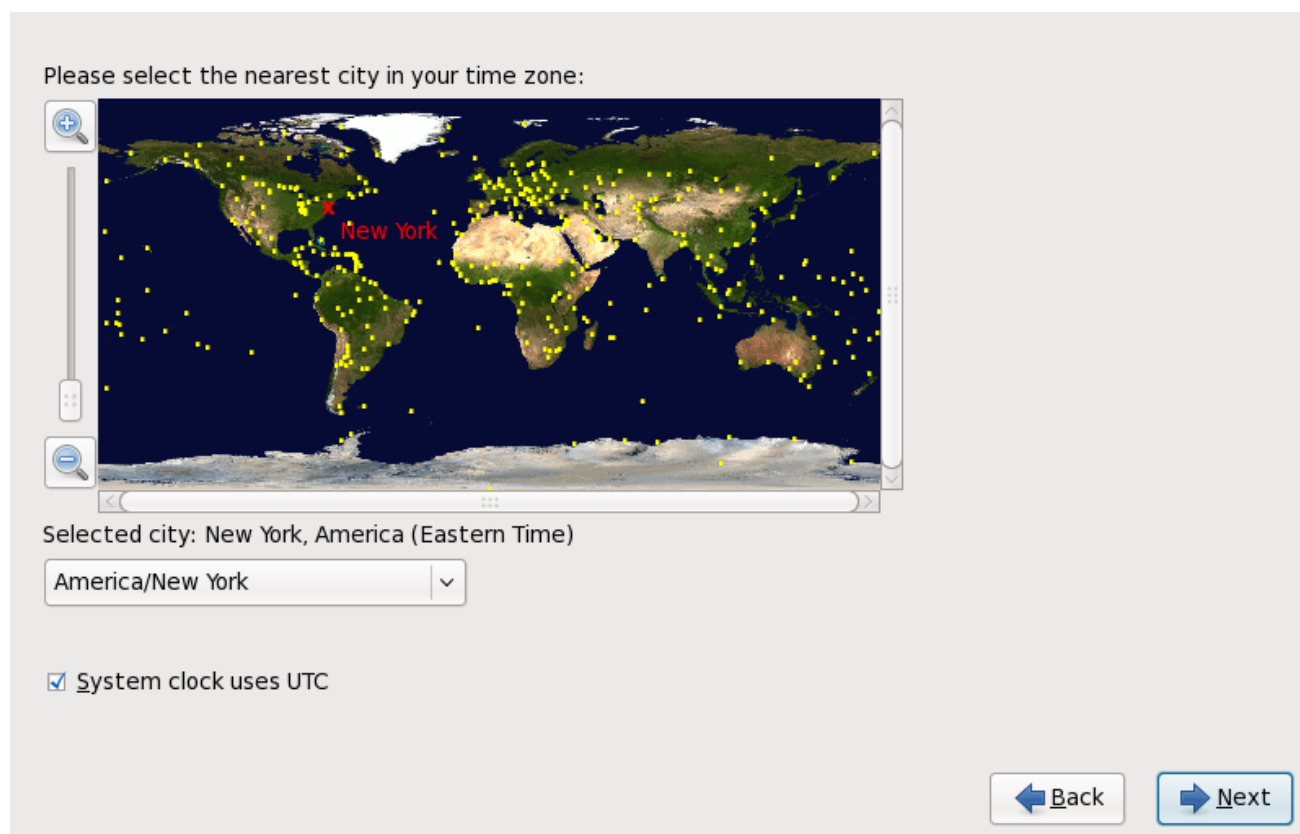 Please select the nearest city in your time zone:
New York
Selected city: New York, America (Eastern Time)
America/New York
System clock uses UTC
Back
Next